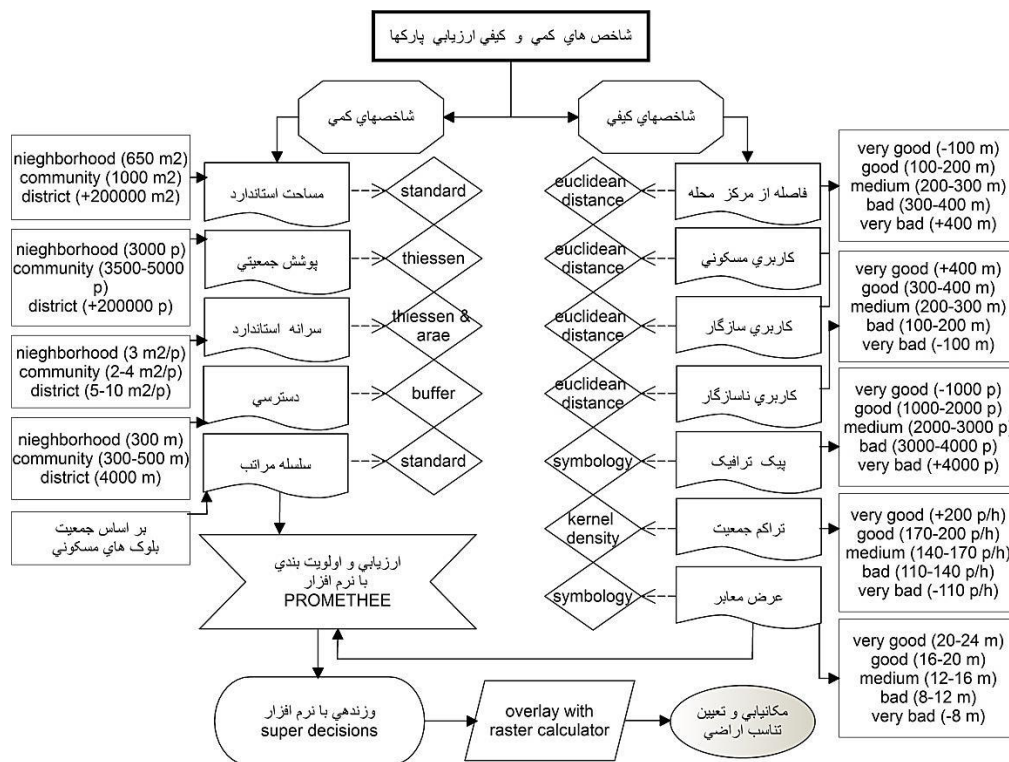 شاخص هاي كمي و كيفي ارزيابي پاركها
شاخصهاي كمي
شاخصهاي كيفي
nieghborhood (650 m2)
community (1000 m2)
district (+200000 m2)
مساحت استاندارد
standard
nieghborhood (3000 p)
community (3500-5000
p)
district (+200000 p)
پوشش جمعيتي
thiessen
nieghborhood (3 m2/p)
community (2-4 m2/p)
district (5-10 m2/p)
سرانه استاندارد
thiessen &
arae
nieghborhood (300 m)
community (300-500 m)
district (4000 m)
دسترسي
buffer
بر اساس جمعيت
بلوک هاي مسكوني
سلسله مراتب
standard
euclidean
distance
فاصله از مركز محله
very good (-100 m)
good (100-200 m)
medium (200-300 m)
bad (300-400 m)
very bad (+400 m)
euclidean
distance
كاربري مسكوني
euclidean
distance
كاربري سازگار
very good (+400 m)
good (300-400 m)
medium (200-300 m)
bad (100-200 m)
very bad (-100 m)
euclidean
distance
كاربري ناسازگار
symbology
پيک ترافيک
very good (-1000 p)
good (1000-2000 p)
medium (2000-3000 p)
bad (3000-4000 p)
very bad (+4000 p)
kernel
density
تراكم جمعيت
very good (+200 p/h)
good (170-200 p/h)
medium (140-170 p/h)
bad (110-140 p/h)
very bad (-110 p/h)
symbology
عرض معابر
very good (20-24 m)
good (16-20 m)
medium (12-16 m)
bad (8-12 m)
very bad (-8 m)
ارزيابي و اولويت بندي
با نرم افزار
PROMETHEE
وزندهي با نرم افزار
super decisions
overlay with
raster calculator
مكانيابي و تعيين
تناسب اراضي